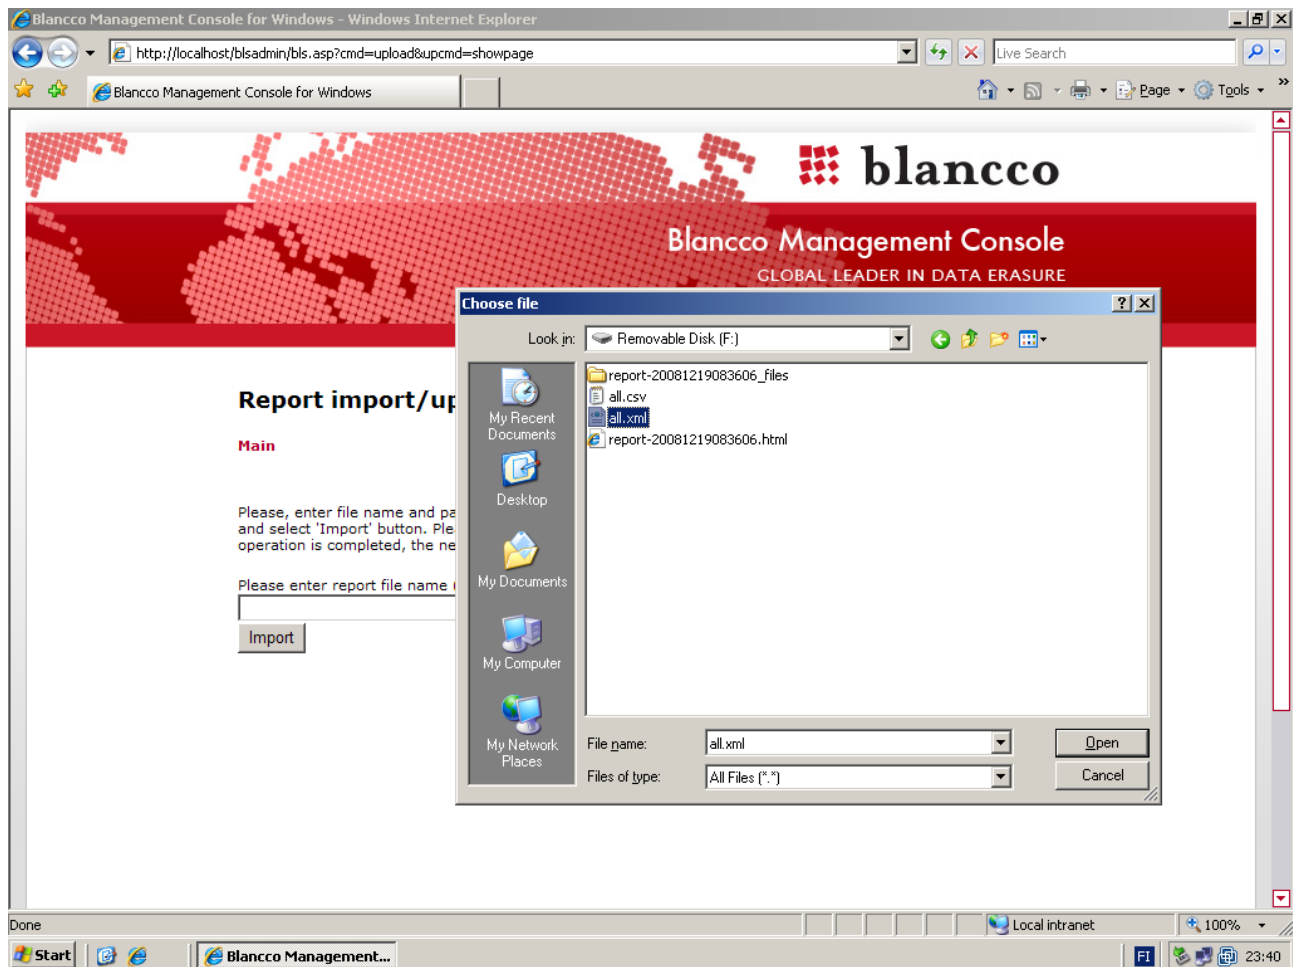 Blancco Management Console for Windows - Windows Internet Explorer
http://localhost/blsadmin/bls.asp?cmd=upload&upcmd=showpage
Live Search
Blancco Management Console for Windows
Page
Tools
blancco
Blancco Management Console
GLOBAL LEADER IN DATA ERASURE
Choose file
Look in:
Removable Disk (F:)
My Recent Documents
Desktop
My Documents
My Computer
My Network Places
report-20081219083606_files
all.csv
all.xml
report-20081219083606.html
File name:
all.xml
Open
Files of type:
All Files (*.*)
Cancel
Report import/up
Main
Please, enter file name and pa
and select 'Import' button. Ple
operation is completed, the ne
Please enter report file name
Import
Done
Local intranet
100%
Start
Blancco Management...
FI
23:40